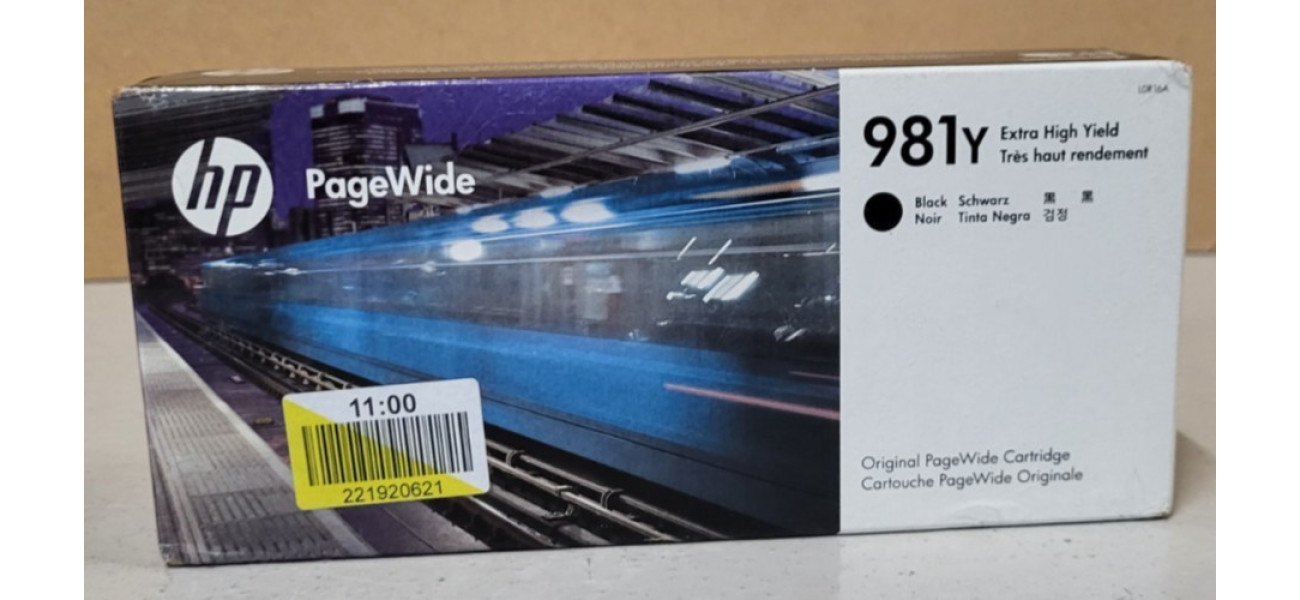 hp
PageWide
L0R16A
981Y
Extra High Yield
Très haut rendement
Black Schwarz 黑 黑
Noir Tinta Negra 검정
11:00
221920621
Original PageWide Cartridge
Cartouche PageWide Originale